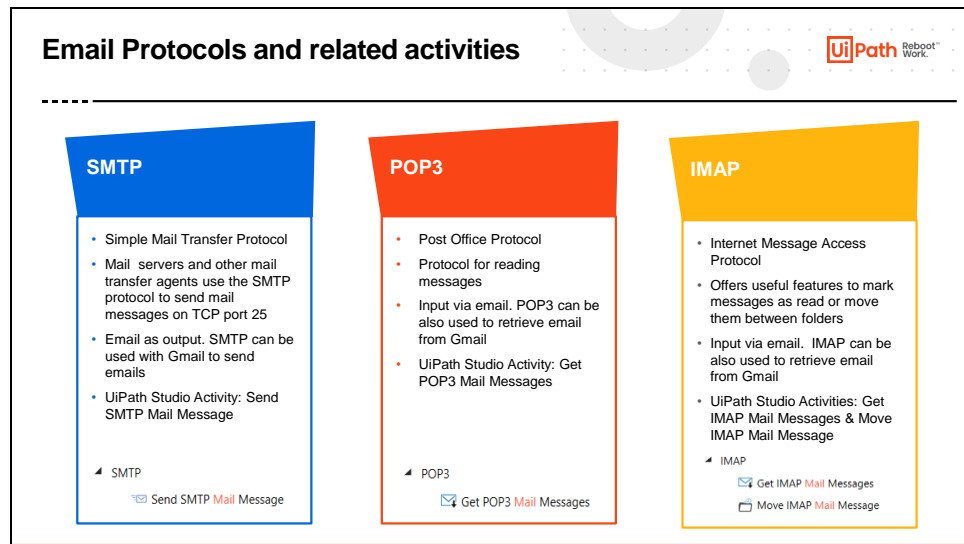 Email Protocols and related activities
UiPath Reboot™
Work.
SMTP
• Simple Mail Transfer Protocol
• Mail servers and other mail
transfer agents use the SMTP
protocol to send mail
messages on TCP port 25
• Email as output. SMTP can be
used with Gmail to send
emails
• UiPath Studio Activity: Send
SMTP Mail Message
SMTP
Send SMTP Mail Message
POP3
• Post Office Protocol
• Protocol for reading
messages
• Input via email. POP3 can be
also used to retrieve email
from Gmail
• UiPath Studio Activity: Get
POP3 Mail Messages
POP3
Get POP3 Mail Messages
IMAP
• Internet Message Access
Protocol
• Offers useful features to mark
messages as read or move
them between folders
• Input via email. IMAP can be
also used to retrieve email
from Gmail
• UiPath Studio Activities: Get
IMAP Mail Messages & Move
IMAP Mail Message
IMAP
Get IMAP Mail Messages
Move IMAP Mail Message